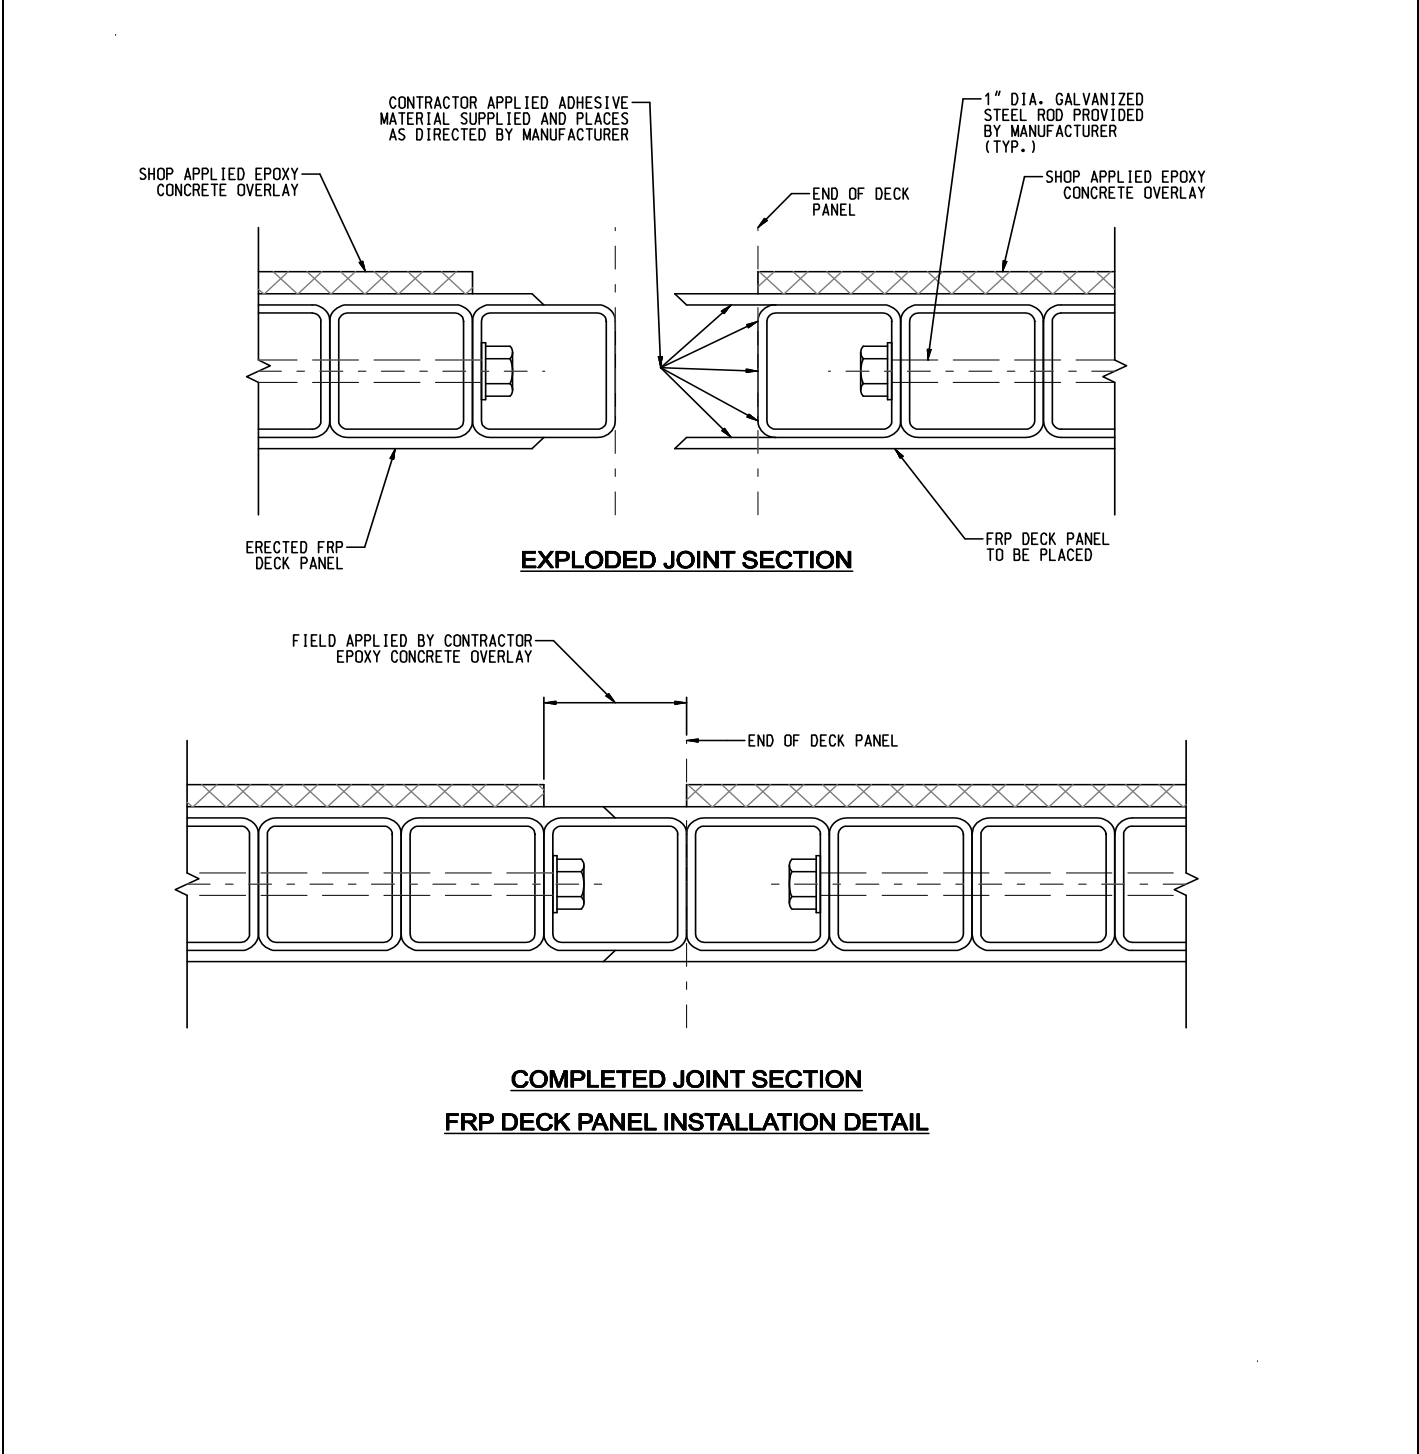 CONTRACTOR APPLIED ADHESIVE
MATERIAL SUPPLIED AND PLACES
AS DIRECTED BY MANUFACTURER
1" DIA. GALVANIZED
STEEL ROD PROVIDED
BY MANUFACTURER
(TYP.)
SHOP APPLIED EPOXY
CONCRETE OVERLAY
END OF DECK
PANEL
SHOP APPLIED EPOXY
CONCRETE OVERLAY
ERECTED FRP
DECK PANEL
EXPLODED JOINT SECTION
FRP DECK PANEL
TO BE PLACED
FIELD APPLIED BY CONTRACTOR
EPOXY CONCRETE OVERLAY
END OF DECK PANEL
COMPLETED JOINT SECTION
FRP DECK PANEL INSTALLATION DETAIL